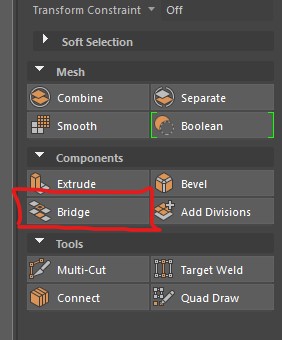 Transform Constraint Off
Soft Selection
Mesh
Combine Separate
Smooth Boolean
Components
Extrude Bevel
Bridge Add Divisions
Tools
Multi-Cut Target Weld
Connect Quad Draw